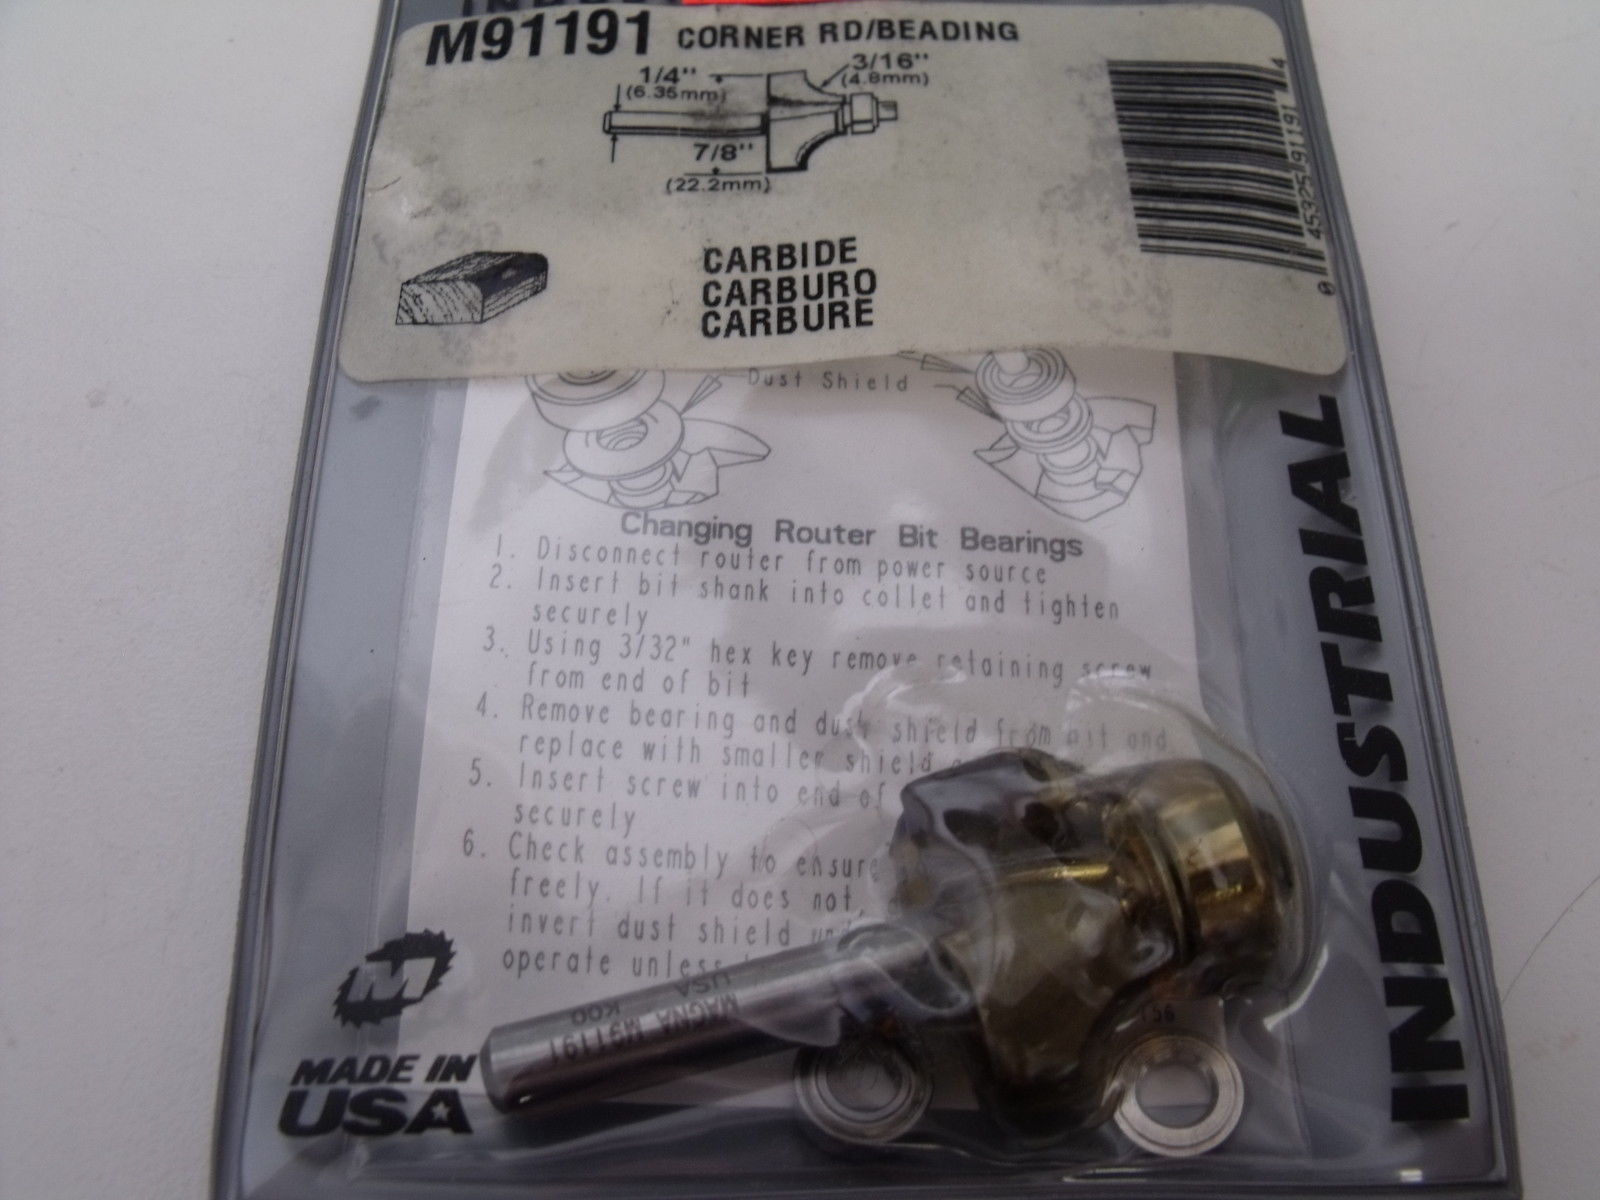 M91191 CORNER RD/BEADING
1/4"
(6.35mm)
3/16"
(4.8mm)
7/8"
(22.2mm)
CARBIDE
CARBURO
CARBURE
0 45325 91191 4
Dust Shield
Changing Router Bit Bearings
1. Disconnect router from power source
2. Insert bit shank into collet and tighten
securely
3. Using 3/32" hex key remove retaining screw
from end of bit
4. Remove bearing and dust shield from bit and
replace with smaller shield
5. Insert screw into end of
securely
6. Check assembly to ensure
freely. If it does not,
invert dust shield
operate unless
INDUSTRIAL
M
MADE IN
USA
MAGNA M91191
USA
KOO